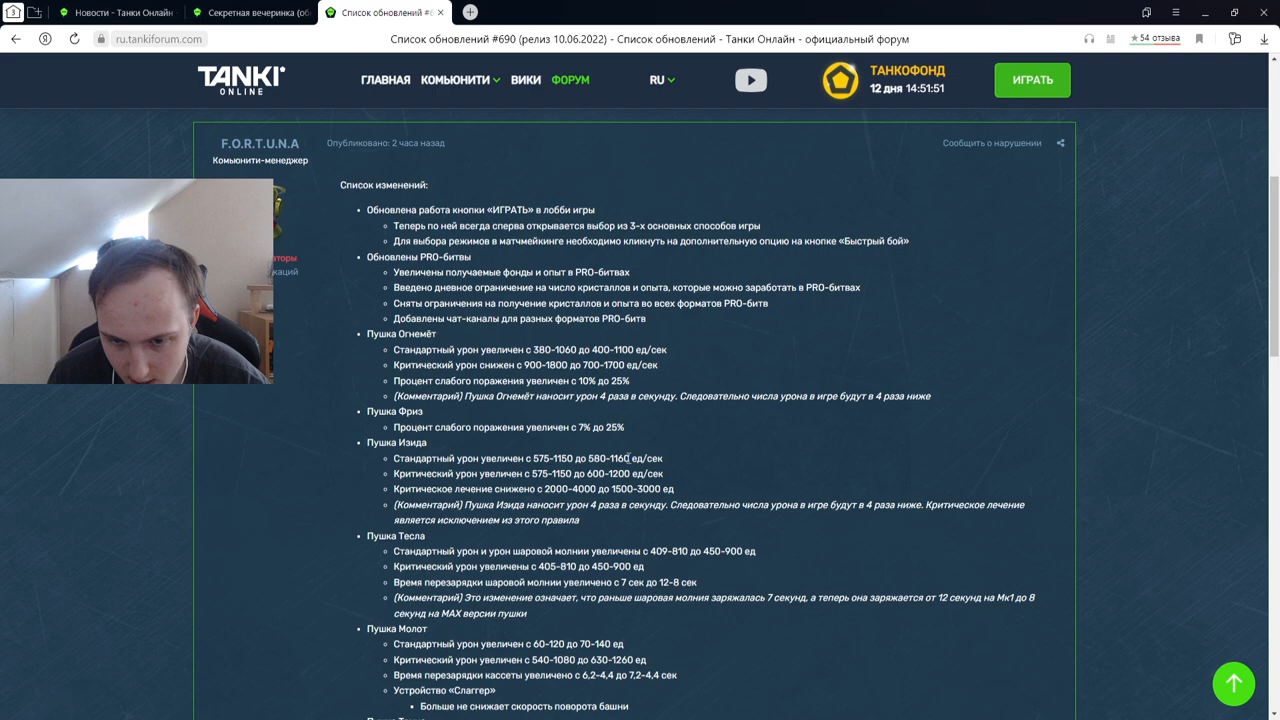 3
Новости - Танки Онлайн
Секретная вечеринка (об
Список обновлений #6
ru.tankiforum.com
Список обновлений #690 (релиз 10.06.2022) - Список обновлений - Танки Онлайн - официальный форум
54 отзыва
TANKI
ONLINE
ГЛАВНАЯ
КОМЬЮНИТИ
ВИКИ
ФОРУМ
RU
ТАНКОФОНД
12 дня 14:51:51
ИГРАТЬ
F.O.R.T.U.N.A
Комьюнити-менеджер
Опубликовано: 2 часа назад
Сообщить о нарушении
Список изменений:
Обновлена работа кнопки «ИГРАТЬ» в лобби игры
Теперь по ней всегда сперва открывается выбор из 3-х основных способов игры
Для выбора режимов в матчмейкинге необходимо кликнуть на дополнительную опцию на кнопке «Быстрый бой»
Обновлены PRO-битвы
Увеличены получаемые фонды и опыт в PRO-битвах
Введено дневное ограничение на число кристаллов и опыта, которые можно заработать в PRO-битвах
Сняты ограничения на получение кристаллов и опыта во всех форматов PRO-битв
Добавлены чат-каналы для разных форматов PRO-битв
Пушка Огнемёт
Стандартный урон увеличен с 380-1060 до 400-1100 ед/сек
Критический урон снижен с 900-1800 до 700-1700 ед/сек
Процент слабого поражения увеличен с 10% до 25%
(Комментарий) Пушка Огнемёт наносит урон 4 раза в секунду. Следовательно числа урона в игре будут в 4 раза ниже
Пушка Фриз
Процент слабого поражения увеличен с 7% до 25%
Пушка Изида
Стандартный урон увеличен с 575-1150 до 580-1160 ед/сек
Критический урон увеличен с 575-1150 до 600-1200 ед/сек
Критическое лечение снижено с 2000-4000 до 1500-3000 ед
(Комментарий) Пушка Изида наносит урон 4 раза в секунду. Следовательно числа урона в игре будут в 4 раза ниже. Критическое лечение
является исключением из этого правила
Пушка Тесла
Стандартный урон и урон шаровой молнии увеличены с 409-810 до 450-900 ед
Критический урон увеличены с 405-810 до 450-900 ед
Время перезарядки шаровой молнии увеличено с 7 сек до 12-8 сек
(Комментарий) Это изменение означает, что раньше шаровая молния заряжалась 7 секунд, а теперь она заряжается от 12 секунд на Мк1 до 8
секунд на MAX версии пушки
Пушка Молот
Стандартный урон увеличен с 60-120 до 70-140 ед
Критический урон увеличен с 540-1080 до 630-1260 ед
Время перезарядки кассеты увеличено с 6,2-4,4 до 7,2-4,4 сек
Устройство «Слаггер»
Больше не снижает скорость поворота башни